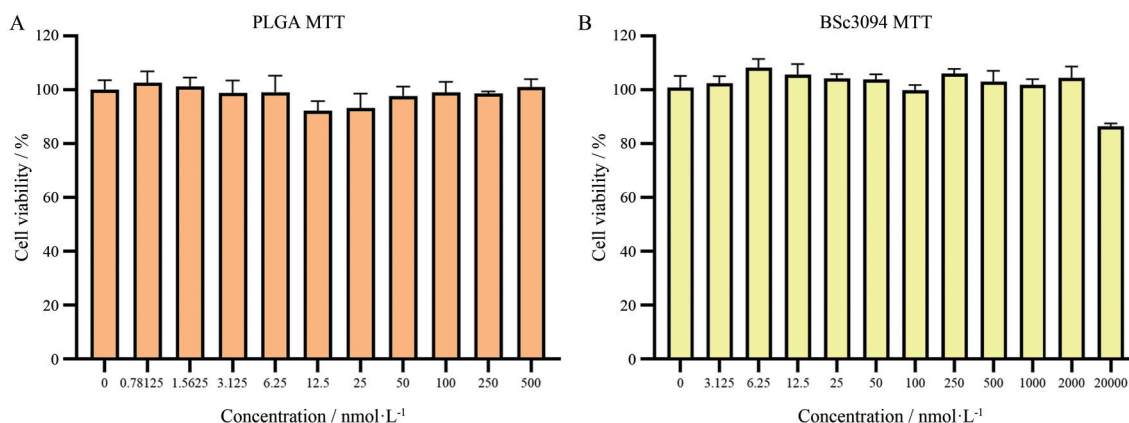 A
PLGA MTT
120
100
80
60
40
20
0
Cell viability / %
0 0.78125 1.5625 3.125 6.25 12.5 25 50 100 250 500
Concentration / nmol·L⁻¹
B
BSc3094 MTT
120
100
80
60
40
20
0
Cell viability / %
0 3.125 6.25 12.5 25 50 100 250 500 1000 2000 20000
Concentration / nmol·L⁻¹